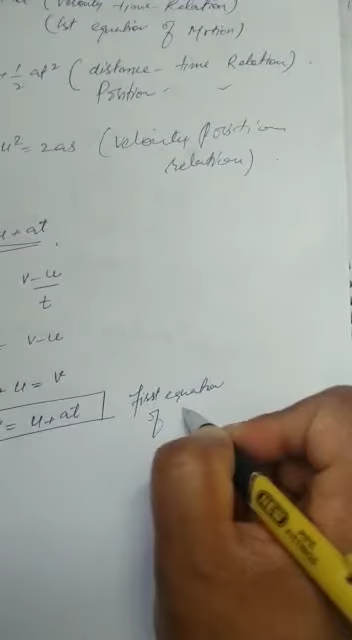 (Velocity time-Relation)
(1st equation of Motion)
+ 1/2 at² (distance - time Relation).
Position - ~
u² = 2as (velocity position relation).
u + at
v-u
t
= v-u
+ u = v
= u+at first equation
of
NEW